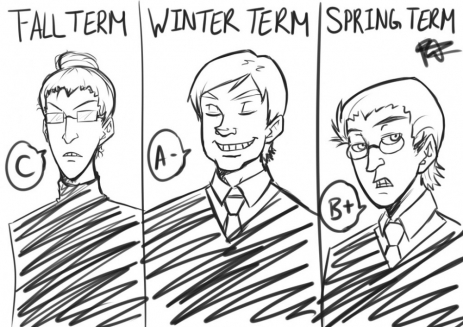 FALL TERM
WINTER TERM
SPRING TERM
C
A-
B+